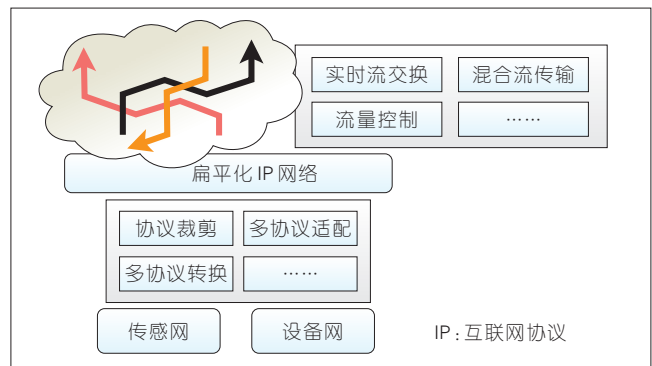 实时流交换
混合流传输
流量控制
……
扁平化 IP 网络
协议裁剪
多协议适配
多协议转换
……
传感网
设备网
IP:互联网协议